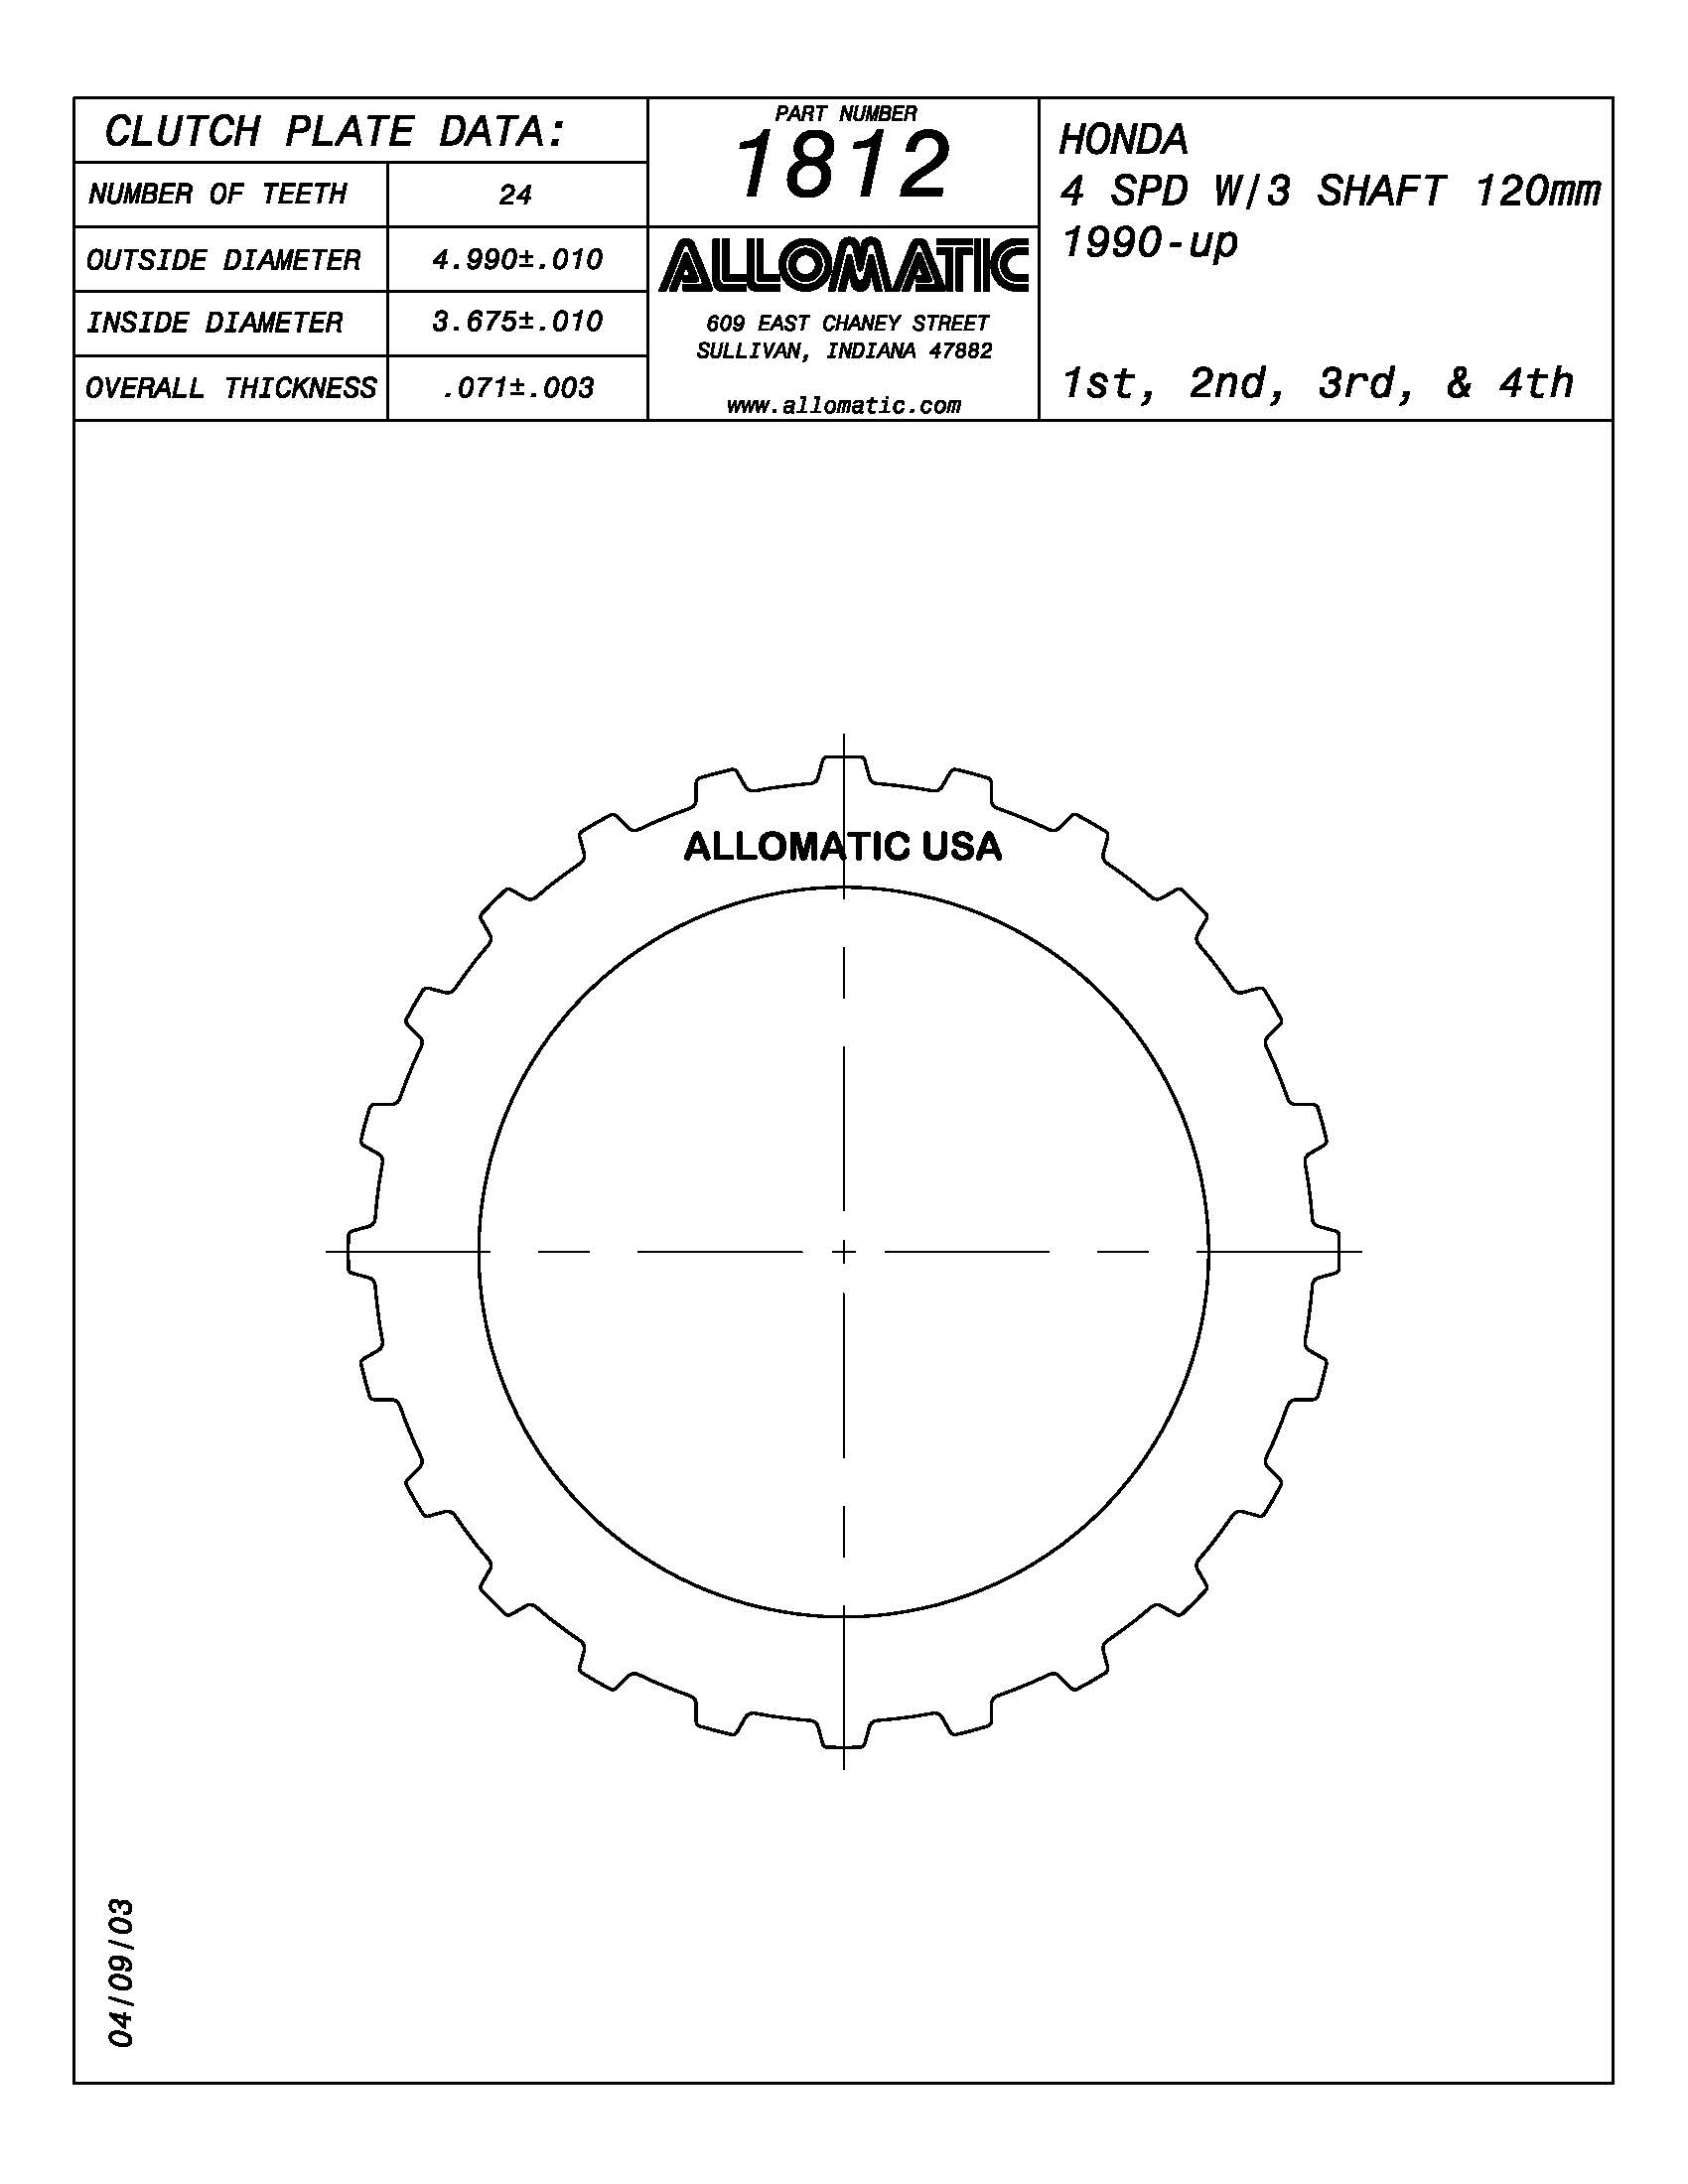 CLUTCH PLATE DATA:
NUMBER OF TEETH 24
OUTSIDE DIAMETER 4.990±.010
INSIDE DIAMETER 3.675±.010
OVERALL THICKNESS .071±.003
PART NUMBER
1812
ALLOMATIC
609 EAST CHANEY STREET
SULLIVAN, INDIANA 47882
www.allomatic.com
HONDA
4 SPD W/3 SHAFT 120mm
1990-up
1st, 2nd, 3rd, & 4th
ALLOMATIC USA
04/09/03